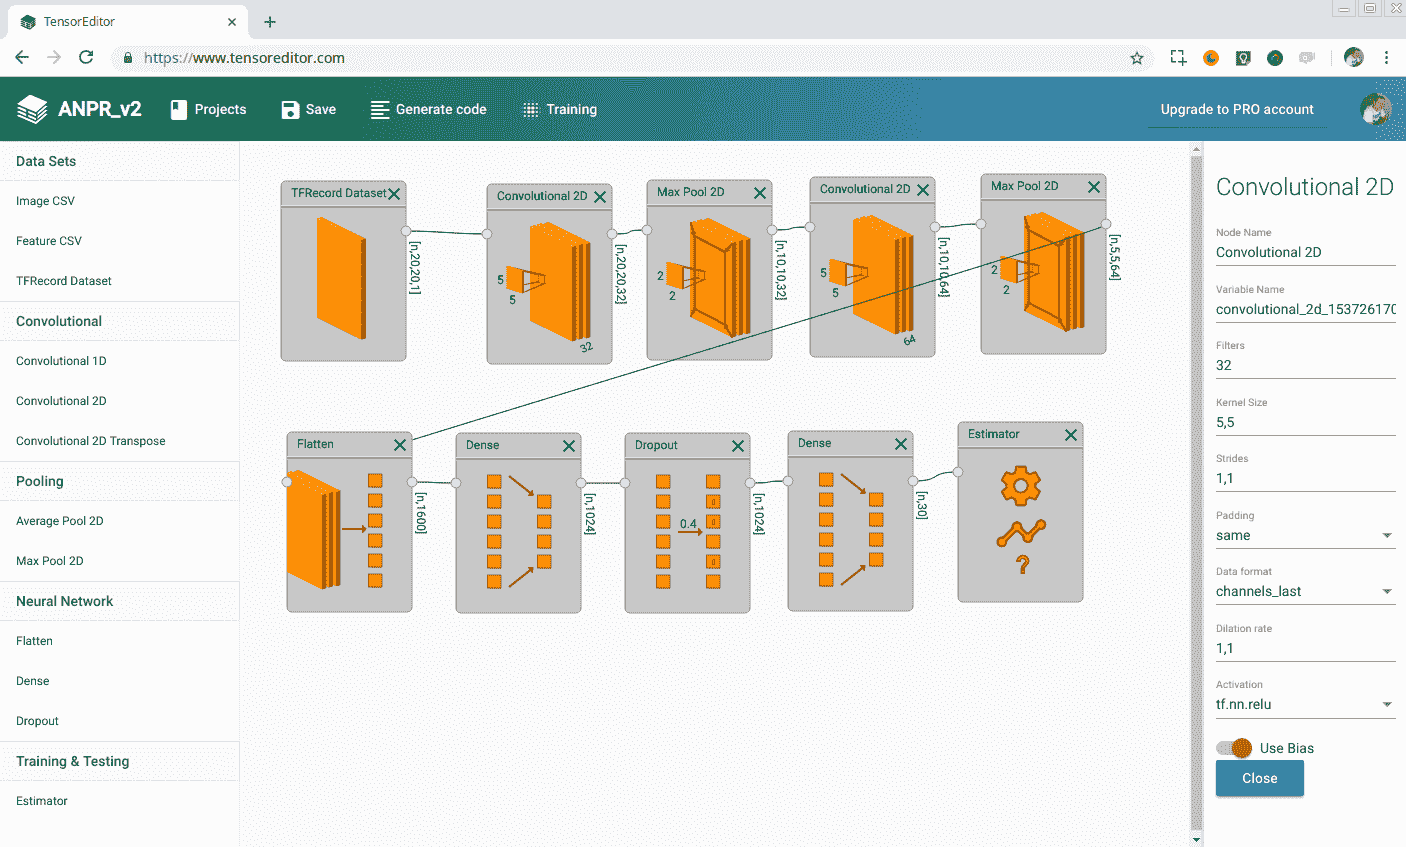 TensorEditor
https://www.tensoreditor.com
ANPR_v2
Projects
Save
Generate code
Training
Upgrade to PRO account
Data Sets
Image CSV
Feature CSV
TFRecord Dataset
Convolutional
Convolutional 1D
Convolutional 2D
Convolutional 2D Transpose
Pooling
Average Pool 2D
Max Pool 2D
Neural Network
Flatten
Dense
Dropout
Training & Testing
Estimator
TFRecord Dataset
[n,20,20,1]
Convolutional 2D
5
5
32
[n,20,20,32]
Max Pool 2D
2
2
[n,10,10,32]
Convolutional 2D
5
5
64
[n,10,10,64]
Max Pool 2D
2
2
[n,5,5,64]
Flatten
[n,1600]
Dense
[n,1024]
Dropout
0.4
[n,1024]
Dense
[n,30]
Estimator
?
Convolutional 2D
Node Name
Convolutional 2D
Variable Name
convolutional_2d_153726170
Filters
32
Kernel Size
5,5
Strides
1,1
Padding
same
Data format
channels_last
Dilation rate
1,1
Activation
tf.nn.relu
Use Bias
Close